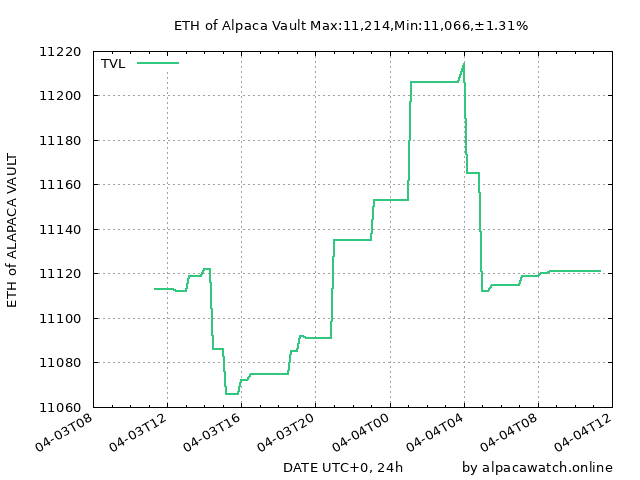 ETH of Alpaca Vault Max:11,214,Min:11,066,±1.31%
TVL
ETH of ALAPACA VAULT
11220
11200
11180
11160
11140
11120
11100
11080
11060
04-03T08
04-03T12
04-03T16
04-03T20
04-04T00
04-04T04
04-04T08
04-04T12
DATE UTC+0, 24h
by alpacawatch.online